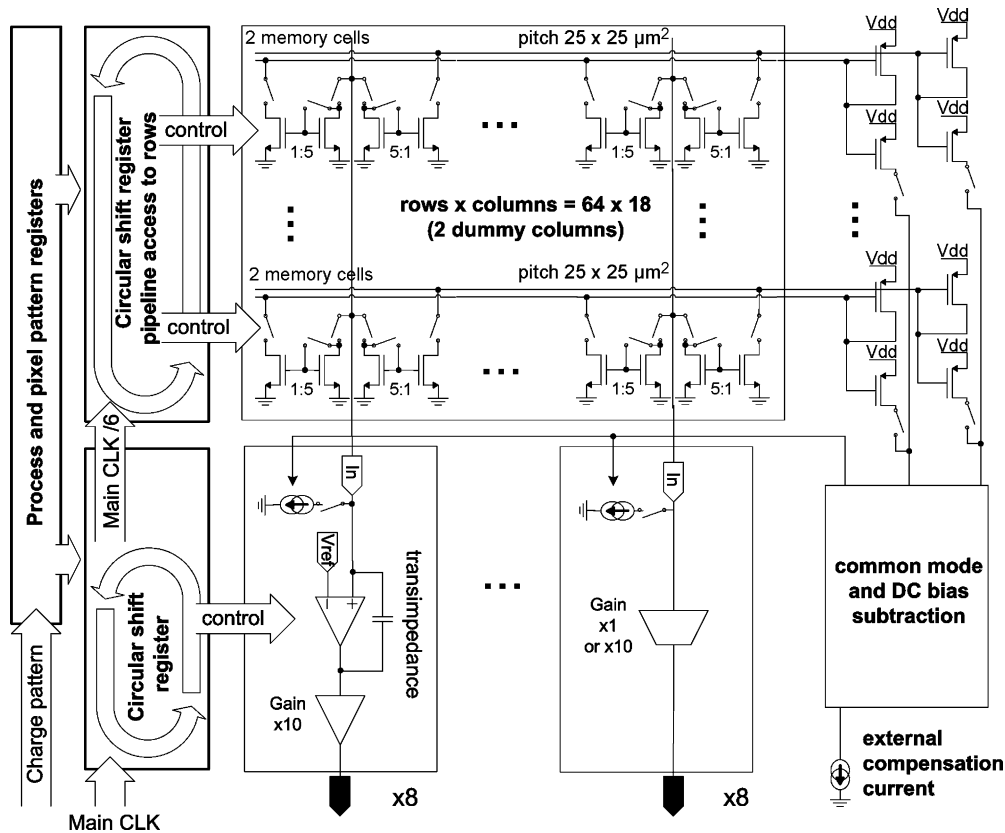 Process and pixel pattern registers
Charge pattern
Circular shift register
pipeline access to rows
Main CLK /6
Circular shift
register
Main CLK
control
control
control
2 memory cells
pitch 25 x 25 µm²
1:5
5:1
1:5
5:1
rows x columns = 64 x 18
(2 dummy columns)
2 memory cells
pitch 25 x 25 µm²
1:5
5:1
1:5
5:1
Vdd
Vdd
Vdd
Vdd
Vdd
Vdd
Vdd
Vdd
In
Vref
transimpedance
Gain
x10
x8
In
Gain
x1
or x10
x8
common mode
and DC bias
subtraction
external
compensation
current